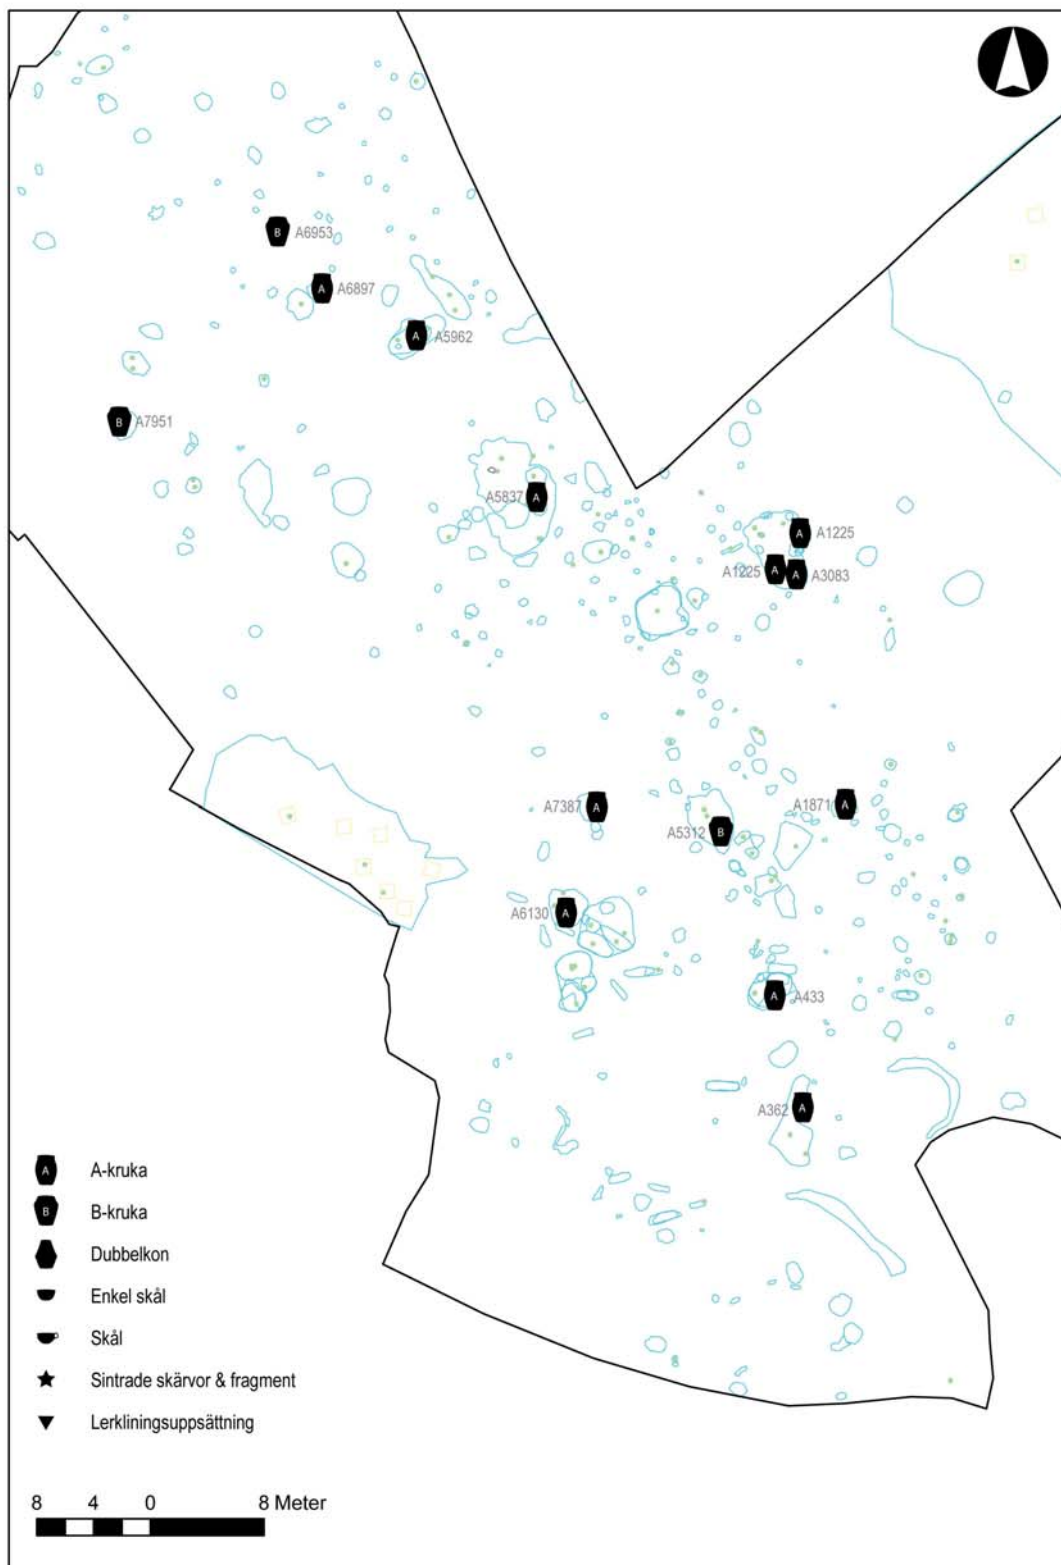 B A6953
A A6897
A A5962
B A7951
A5837 A
A A1225
A1225 A A A3083
A7387 A
A1871 A
A5312 B
A6130 A
A A433
A362 A
A A-kruka
B B-kruka
Dubbelkon
Enkel skål
Skål
Sintrade skärvor & fragment
Lerkliningsuppsättning
8 4 0 8 Meter